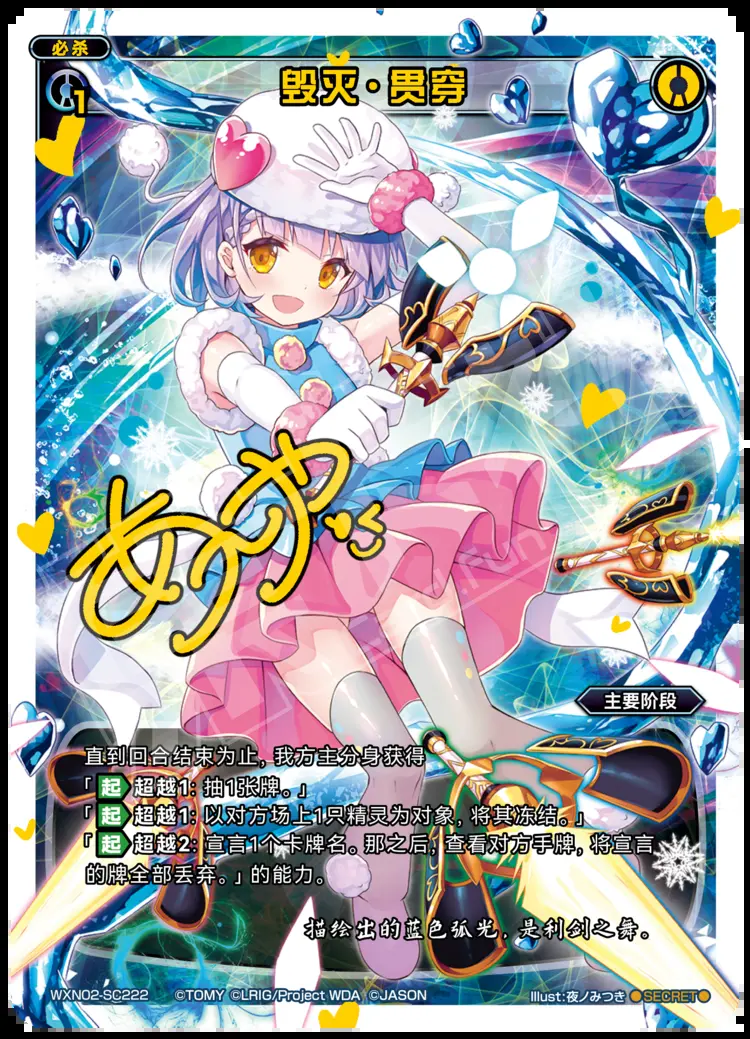 必杀
1
毁灭·贯穿
主要阶段
直到回合结束为止，我方主分身获得
「起 超越1：抽1张牌。」
「起 超越1：以对方场上1只精灵为对象，将其冻结。」
「起 超越2：宣言1个卡牌名。那之后，查看对方手牌，将宣言
的牌全部丢弃。」的能力。
描绘出的蓝色弧光，是利剑之舞。
WXN02-SC222 ©TOMY ©LRIG/Project WDA ©JASON Illust:夜ノみつき ●SECRET●